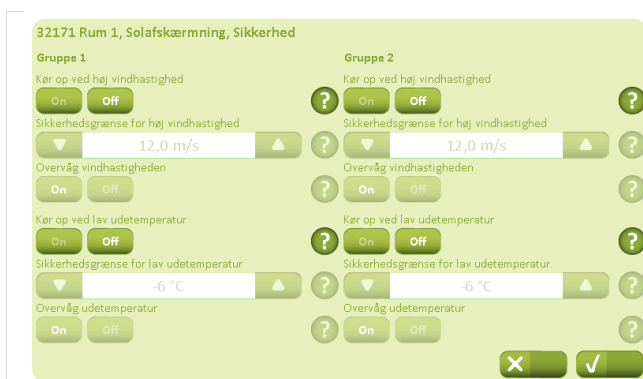 32171 Rum 1, Solafskærmning, Sikkerhed
Gruppe 1
Kør op ved høj vindhastighed
On Off ?
Sikkerhedsgrænse for høj vindhastighed
12,0 m/s ?
Overvåg vindhastigheden
On Off ?
Kør op ved lav udetemperatur
On Off ?
Sikkerhedsgrænse for lav udetemperatur
-6 °C ?
Overvåg udetemperatur
On Off ?
Gruppe 2
Kør op ved høj vindhastighed
On Off ?
Sikkerhedsgrænse for høj vindhastighed
12,0 m/s ?
Overvåg vindhastigheden
On Off ?
Kør op ved lav udetemperatur
On Off ?
Sikkerhedsgrænse for lav udetemperatur
-6 °C ?
Overvåg udetemperatur
On Off ?